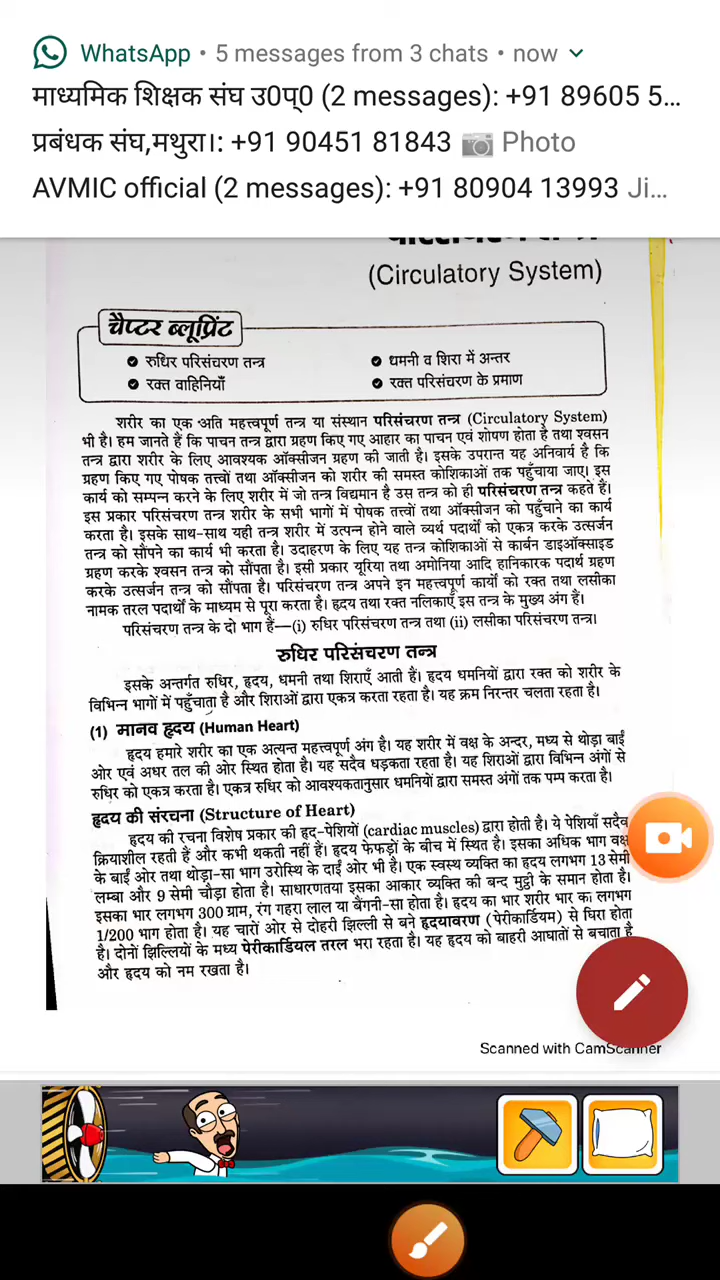 WhatsApp • 5 messages from 3 chats • now
माध्यमिक शिक्षक संघ उ0प्0 (2 messages): +91 89605 5...
प्रबंधक संघ,मथुरा।: +91 90451 81843 Photo
AVMIC official (2 messages): +91 80904 13993 Ji...
(Circulatory System)
चैप्टर ब्लूप्रिंट
रुधिर परिसंचरण तन्त्र
धमनी व शिरा में अन्तर
रक्त वाहिनियाँ
रक्त परिसंचरण के प्रमाण
शरीर का एक अति महत्त्वपूर्ण तन्त्र या संस्थान परिसंचरण तन्त्र (Circulatory System)
भी है। हम जानते हैं कि पाचन तन्त्र द्वारा ग्रहण किए गए आहार का पाचन एवं शोषण होता है तथा श्वसन
तन्त्र द्वारा शरीर के लिए आवश्यक ऑक्सीजन ग्रहण की जाती है। इसके उपरान्त यह अनिवार्य है कि
ग्रहण किए गए पोषक तत्त्वों तथा ऑक्सीजन को शरीर की समस्त कोशिकाओं तक पहुँचाया जाए। इस
कार्य को सम्पन्न करने के लिए शरीर में जो तन्त्र विद्यमान है उस तन्त्र को ही परिसंचरण तन्त्र कहते हैं।
इस प्रकार परिसंचरण तन्त्र शरीर के सभी भागों में पोषक तत्त्वों तथा ऑक्सीजन को पहुँचाने का कार्य
करता है। इसके साथ-साथ यही तन्त्र शरीर में उत्पन्न होने वाले व्यर्थ पदार्थों को एकत्र करके उत्सर्जन
तन्त्र को सौंपने का कार्य भी करता है। उदाहरण के लिए यह तन्त्र कोशिकाओं से कार्बन डाइऑक्साइड
ग्रहण करके श्वसन तन्त्र को सौंपता है। इसी प्रकार यूरिया तथा अमोनिया आदि हानिकारक पदार्थ ग्रहण
करके उत्सर्जन तन्त्र को सौंपता है। परिसंचरण तन्त्र अपने इन महत्त्वपूर्ण कार्यों को रक्त तथा लसीका
नामक तरल पदार्थों के माध्यम से पूरा करता है। हृदय तथा रक्त नलिकाएँ इस तन्त्र के मुख्य अंग हैं।
परिसंचरण तन्त्र के दो भाग हैं—(i) रुधिर परिसंचरण तन्त्र तथा (ii) लसीका परिसंचरण तन्त्र।
रुधिर परिसंचरण तन्त्र
इसके अन्तर्गत रुधिर, हृदय, धमनी तथा शिराएँ आती हैं। हृदय धमनियों द्वारा रक्त को शरीर के
विभिन्न भागों में पहुँचाता है और शिराओं द्वारा एकत्र करता रहता है। यह क्रम निरन्तर चलता रहता है।
(1) मानव हृदय (Human Heart)
हृदय हमारे शरीर का एक अत्यन्त महत्त्वपूर्ण अंग है। यह शरीर में वक्ष के अन्दर, मध्य से थोड़ा बाईं
ओर एवं अधर तल की ओर स्थित होता है। यह सदैव धड़कता रहता है। यह शिराओं द्वारा विभिन्न अंगों से
रुधिर को एकत्र करता है। एकत्र रुधिर को आवश्यकतानुसार धमनियों द्वारा समस्त अंगों तक पम्प करता है।
हृदय की संरचना (Structure of Heart)
हृदय की रचना विशेष प्रकार की हृद-पेशियों (cardiac muscles) द्वारा होती है। ये पेशियाँ सदैव
क्रियाशील रहती हैं और कभी थकती नहीं हैं। हृदय फेफड़ों के बीच में स्थित है। इसका अधिक भाग वक्ष
के बाईं ओर तथा थोड़ा-सा भाग उरोस्थि के दाईं ओर भी है। एक स्वस्थ व्यक्ति का हृदय लगभग 13 सेमी
लम्बा और 9 सेमी चौड़ा होता है। साधारणतया इसका आकार व्यक्ति की बन्द मुट्ठी के समान होता है।
इसका भार लगभग 300 ग्राम, रंग गहरा लाल या बैंगनी-सा होता है। हृदय का भार शरीर भार का लगभग
1/200 भाग होता है। यह चारों ओर से दोहरी झिल्ली से बने हृदयावरण (पेरीकार्डियम) से घिरा होता
है। दोनों झिल्लियों के मध्य पेरीकार्डियल तरल भरा रहता है। यह हृदय को बाहरी आघातों से बचाता है
और हृदय को नम रखता है।
Scanned with CamScanner